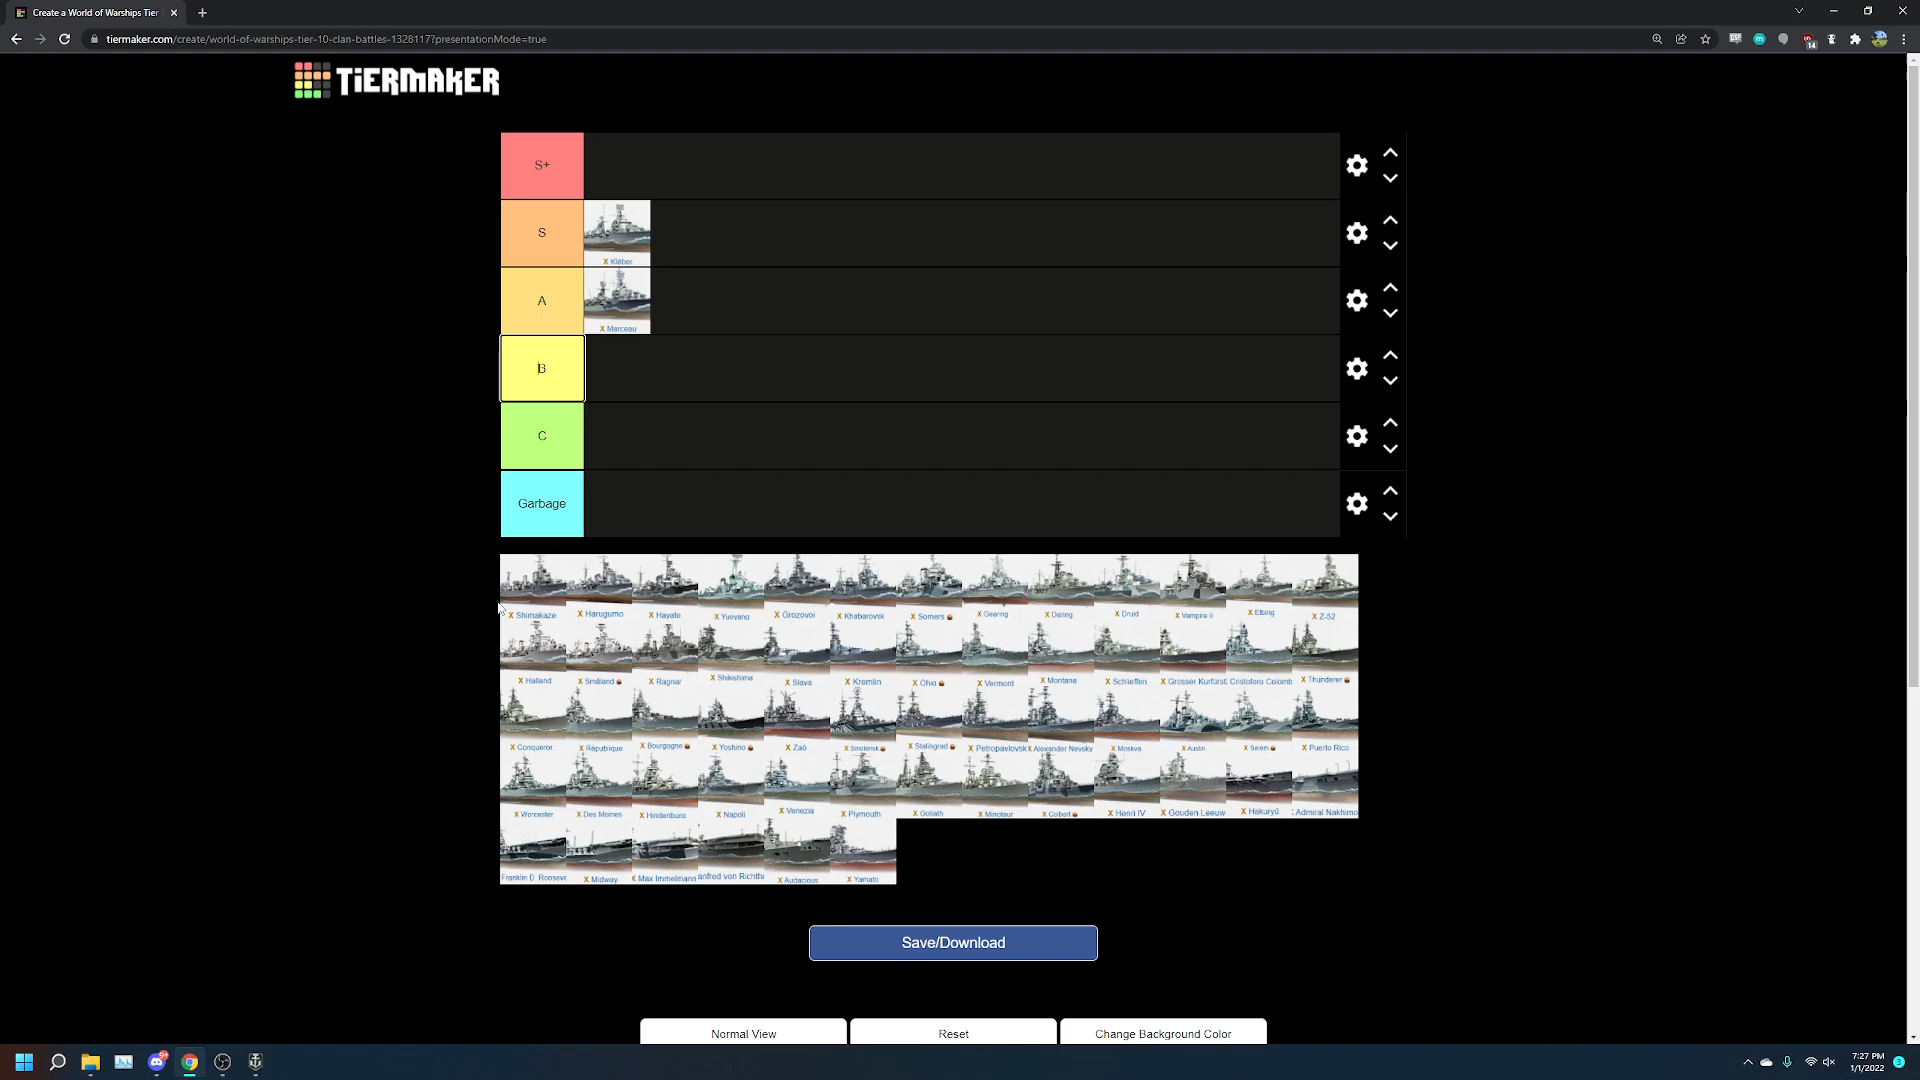 Create a World of Warships Tier
tiermaker.com/create/world-of-warships-tier-10-clan-battles-1328117?presentationMode=true
14
TiERMAKER
S+
S
X Kléber
A
X Marceau
B
C
Garbage
X Shimakaze X Harugumo X Hayate X Yueyang X Grozovoi X Khabarovsk X Somers X Gearing X Daring X Druid X Vampire II X Elbing X Z-52
X Halland X Småland X Ragnar X Shikishima X Slava X Kremlin X Ohio X Vermont X Montana X Schlieffen X Grosser Kurfürst Cristoforo Colomb X Thunderer
X Conqueror X République X Bourgogne X Yoshino X Zaō X Smolensk X Stalingrad X Petropavlovsk X Alexander Nevsky X Moskva X Austin X Salem X Puerto Rico
X Worcester X Des Moines X Hindenburg X Napoli X Venezia X Plymouth X Goliath X Minotaur X Colbert X Henri IV X Gouden Leeuw X Hakuryū Admiral Nakhimo
Franklin D. Rooseve X Midway X Max Immelmann anfred von Richth X Audacious X Yamato
Save/Download
Normal View Reset Change Background Color
7:27 PM
1/1/2022
3